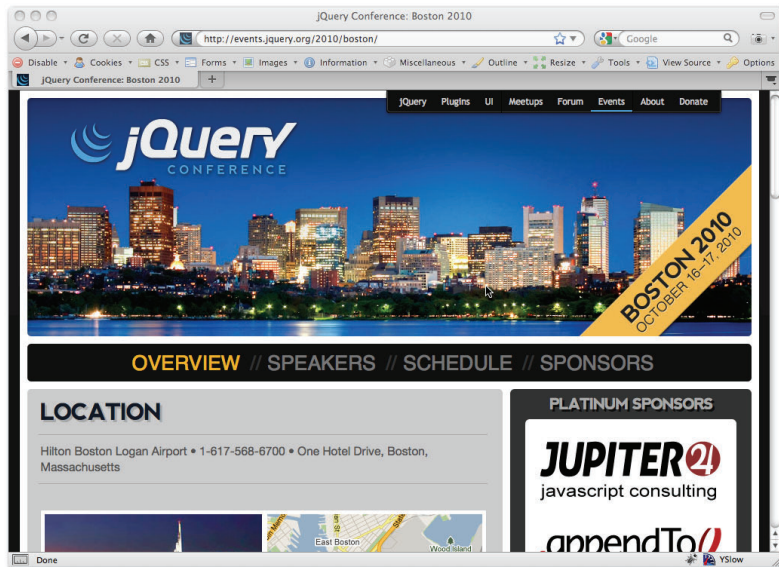 jQuery Conference: Boston 2010
http://events.jquery.org/2010/boston/
Google
Disable Cookies CSS Forms Images Information Miscellaneous Outline Resize Tools View Source Options
jQuery Conference: Boston 2010
jQuery Plugins UI Meetups Forum Events About Donate
jQuery
CONFERENCE
BOSTON 2010
OCTOBER 16–17, 2010
OVERVIEW // SPEAKERS // SCHEDULE // SPONSORS
LOCATION
Hilton Boston Logan Airport • 1-617-568-6700 • One Hotel Drive, Boston,
Massachusetts
East Boston
Wood Island
PLATINUM SPONSORS
JUPITER24
javascript consulting
appendTo()
Done
YSlow